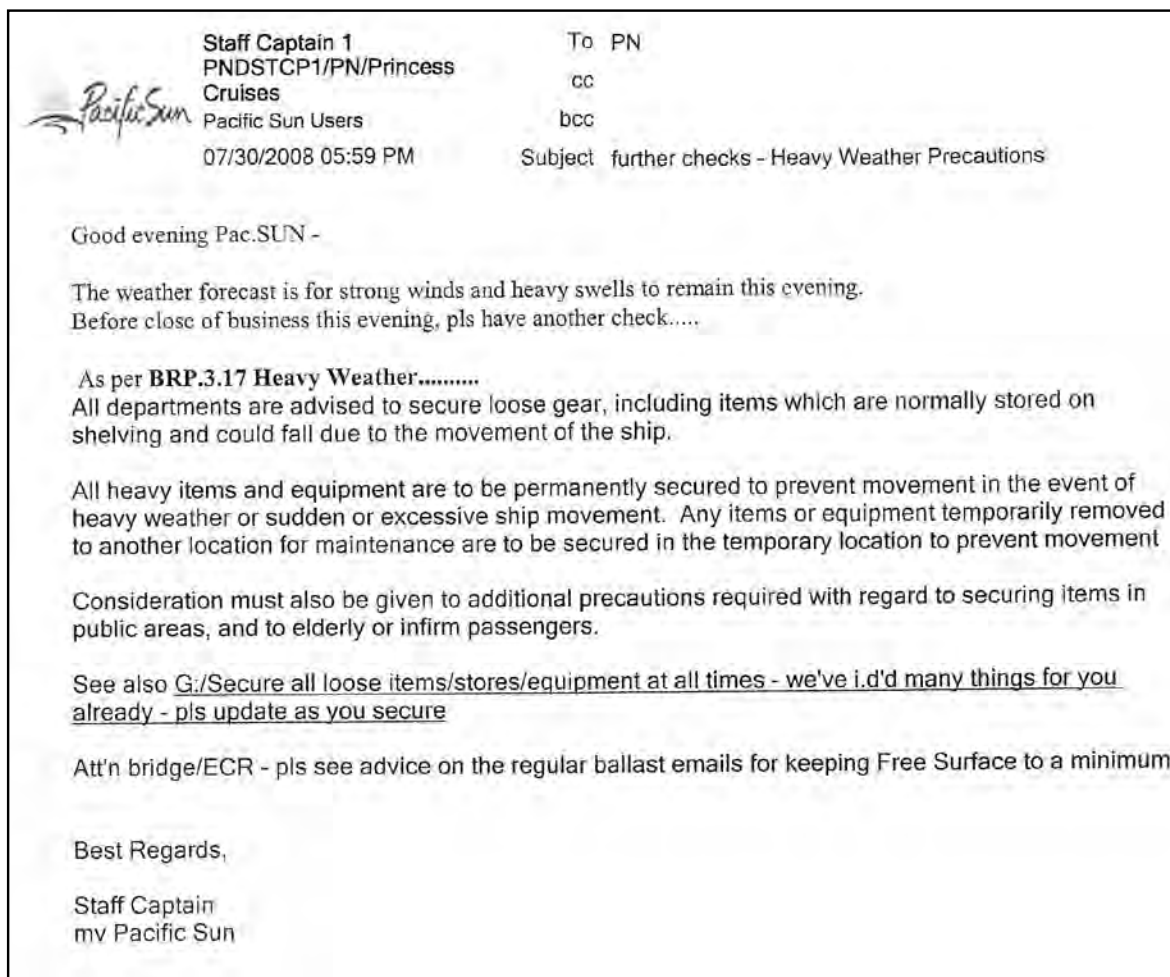 Staff Captain 1
PNDSTCP1/PN/Princess
Cruises
Pacific Sun Pacific Sun Users
07/30/2008 05:59 PM
To PN
cc
bcc
Subject further checks - Heavy Weather Precautions
Good evening Pac.SUN -
The weather forecast is for strong winds and heavy swells to remain this evening.
Before close of business this evening, pls have another check.....
As per BRP.3.17 Heavy Weather..........
All departments are advised to secure loose gear, including items which are normally stored on
shelving and could fall due to the movement of the ship.
All heavy items and equipment are to be permanently secured to prevent movement in the event of
heavy weather or sudden or excessive ship movement. Any items or equipment temporarily removed
to another location for maintenance are to be secured in the temporary location to prevent movement
Consideration must also be given to additional precautions required with regard to securing items in
public areas, and to elderly or infirm passengers.
See also G:/Secure all loose items/stores/equipment at all times - we've i.d'd many things for you
already - pls update as you secure
Att'n bridge/ECR - pls see advice on the regular ballast emails for keeping Free Surface to a minimum
Best Regards,
Staff Captain
mv Pacific Sun